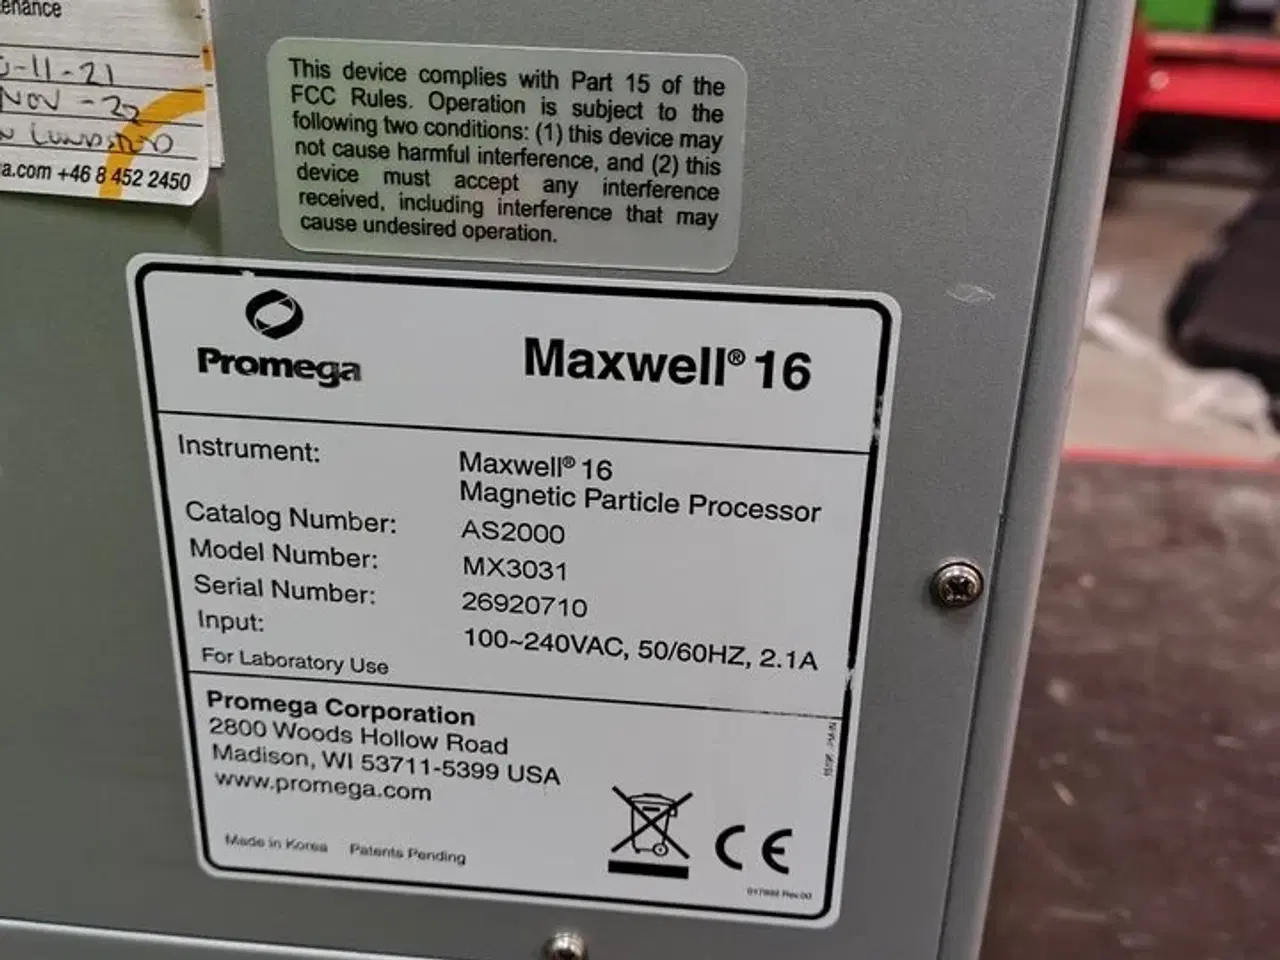 enance
-11-21
NOV - 22
a.com +46 8 452 2450
This device complies with Part 15 of the
FCC Rules. Operation is subject to the
following two conditions: (1) this device may
not cause harmful interference, and (2) this
device must accept any interference
received, including interference that may
cause undesired operation.
Promega
Maxwell® 16
Instrument: Maxwell® 16
Magnetic Particle Processor
Catalog Number: AS2000
Model Number: MX3031
Serial Number: 26920710
Input: 100~240VAC, 50/60HZ, 2.1A
For Laboratory Use
Promega Corporation
2800 Woods Hollow Road
Madison, WI 53711-5399 USA
www.promega.com
Made in Korea Patents Pending
CE